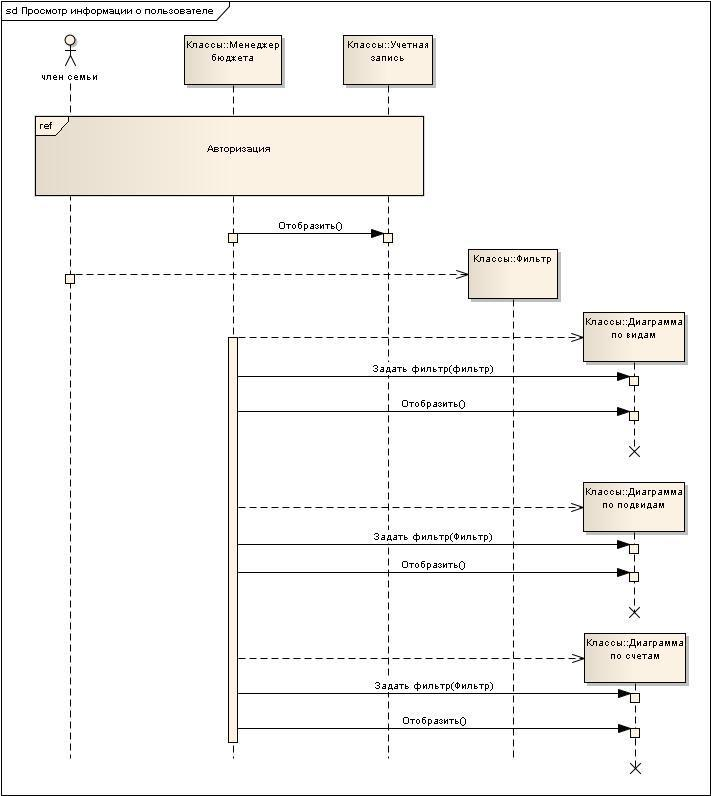 sd Просмотр информации о пользователе
член семьи
Классы::Менеджер
бюджета
Классы::Учетная
запись
ref
Авторизация
Отобразить()
Классы::Фильтр
Классы::Диаграмма
по видам
Задать фильтр(фильтр)
Отобразить()
Классы::Диаграмма
по подвидам
Задать фильтр(Фильтр)
Отобразить()
Классы::Диаграмма
по счетам
Задать фильтр(Фильтр)
Отобразить()